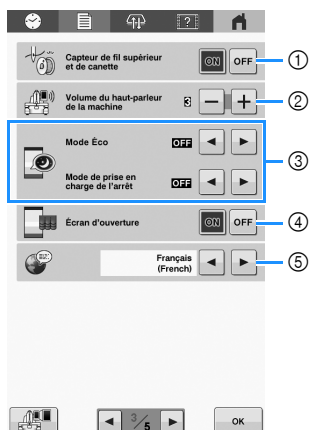 Capteur de fil supérieur
et de canette
ON OFF
①
Volume du haut-parleur
de la machine
3 − +
②
Mode Éco
OFF
③
Mode de prise en
charge de l'arrêt
OFF
Écran d'ouverture
ON OFF
④
Français
(French)
⑤
3/5
OK